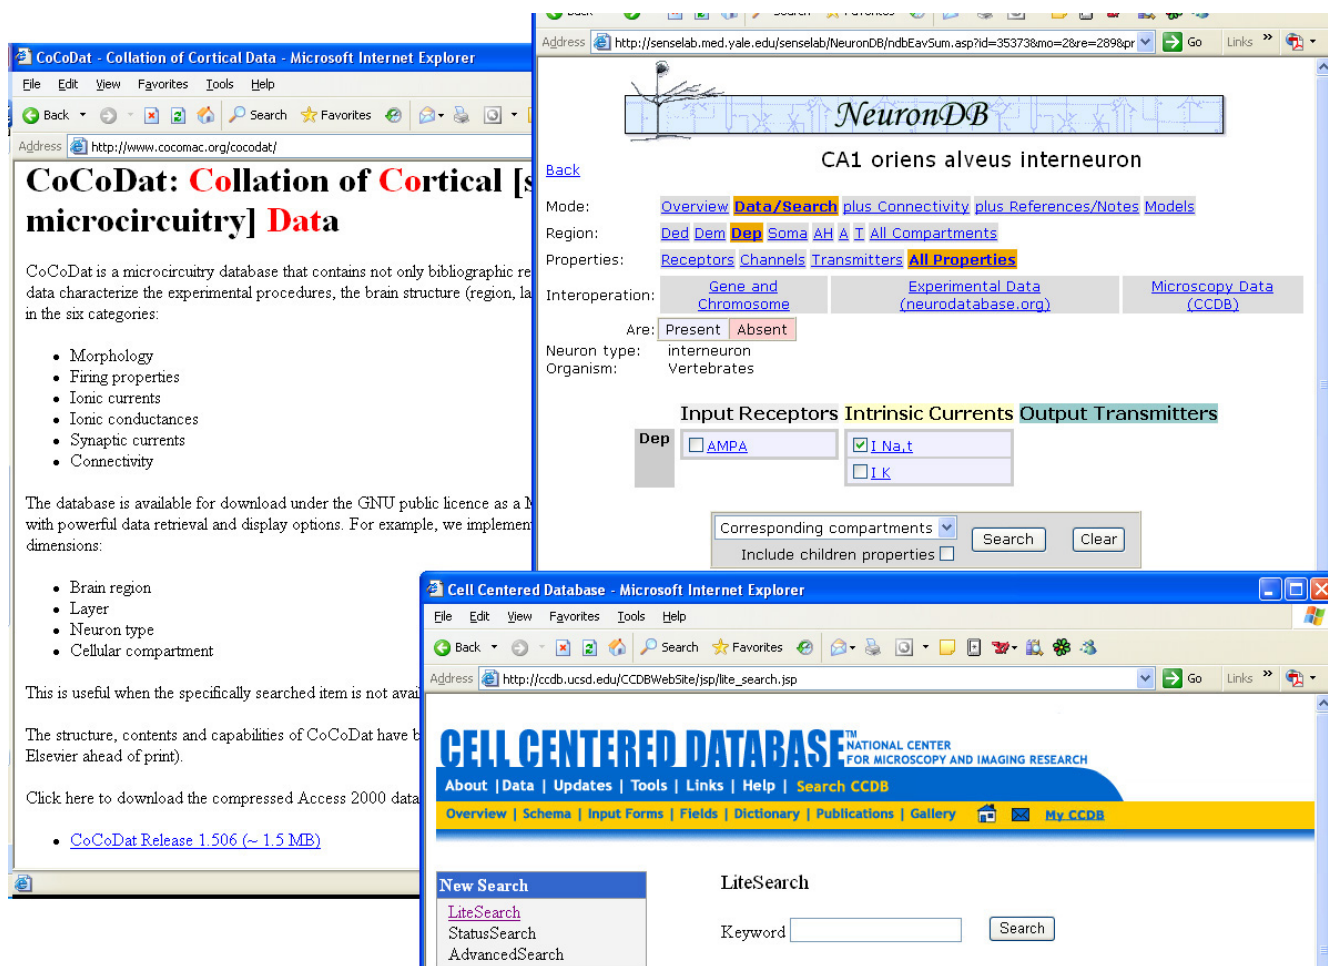 CoCoDat - Collation of Cortical Data - Microsoft Internet Explorer
File Edit View Favorites Tools Help
Back Search Favorites
Address http://www.cocomac.org/cocodat/
CoCoDat: Collation of Cortical [s
microcircuitry] Data
CoCoDat is a microcircuitry database that contains not only bibliographic re
data characterize the experimental procedures, the brain structure (region, la
in the six categories:
• Morphology
• Firing properties
• Ionic currents
• Ionic conductances
• Synaptic currents
• Connectivity
The database is available for download under the GNU public licence as a M
with powerful data retrieval and display options. For example, we implemen
dimensions:
• Brain region
• Layer
• Neuron type
• Cellular compartment
This is useful when the specifically searched item is not avai
The structure, contents and capabilities of CoCoDat have b
Elsevier ahead of print).
Click here to download the compressed Access 2000 data
• CoCoDat Release 1.506 (~ 1.5 MB)
Address http://senselab.med.yale.edu/senselab/NeuronDB/ndbEavSum.asp?id=3537&mo=2&re=289&pr Go Links »
NeuronDB
CA1 oriens alveus interneuron
Back
Mode: Overview Data/Search plus Connectivity plus References/Notes Models
Region: Ded Dem Dep Soma AH A T All Compartments
Properties: Receptors Channels Transmitters All Properties
Interoperation: Gene and Chromosome Experimental Data (neurodatabase.org) Microscopy Data (CCDB)
Are: Present Absent
Neuron type: interneuron
Organism: Vertebrates
Input Receptors Intrinsic Currents Output Transmitters
Dep AMPA I Na,t
I K
Corresponding compartments Search Clear
Include children properties
Cell Centered Database - Microsoft Internet Explorer
File Edit View Favorites Tools Help
Back Search Favorites
Address http://ccdb.ucsd.edu/CCDBWebSite/jsp/lite_search.jsp Go Links »
CELL CENTERED DATABASE TM NATIONAL CENTER
FOR MICROSCOPY AND IMAGING RESEARCH
About | Data | Updates | Tools | Links | Help | Search CCDB
Overview | Schema | Input Forms | Fields | Dictionary | Publications | Gallery My CCDB
New Search
LiteSearch
StatusSearch
AdvancedSearch
LiteSearch
Keyword Search